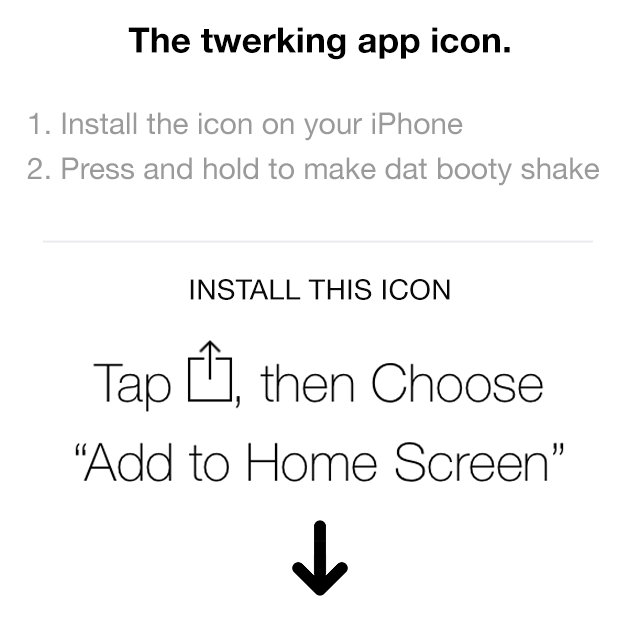 The twerking app icon.
1. Install the icon on your iPhone
2. Press and hold to make dat booty shake
INSTALL THIS ICON
Tap , then Choose
“Add to Home Screen”